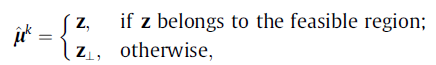 μ̂ᵏ = { z, if z belongs to the feasible region;
z⊥, otherwise,